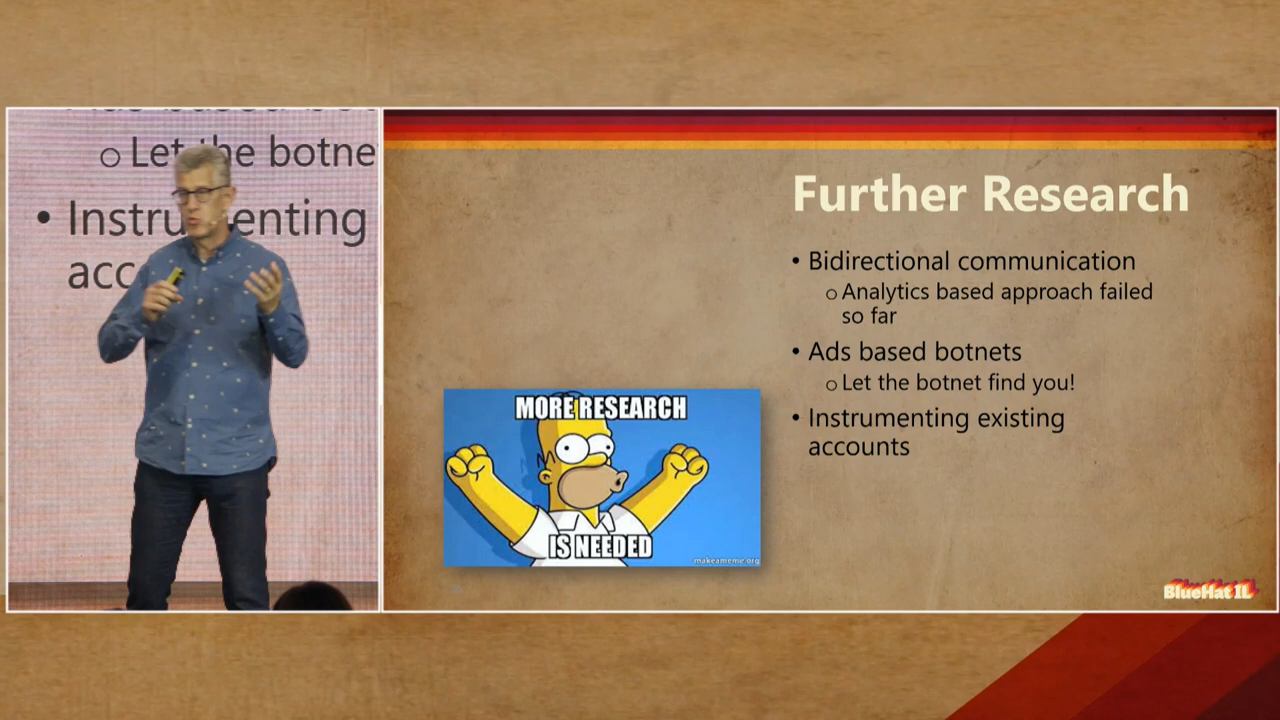 o Let the botne
• Instrumenting
acc
Further Research
• Bidirectional communication
o Analytics based approach failed
so far
• Ads based botnets
o Let the botnet find you!
• Instrumenting existing
accounts
MORE RESEARCH
IS NEEDED
makeameme.org
BlueHat IL